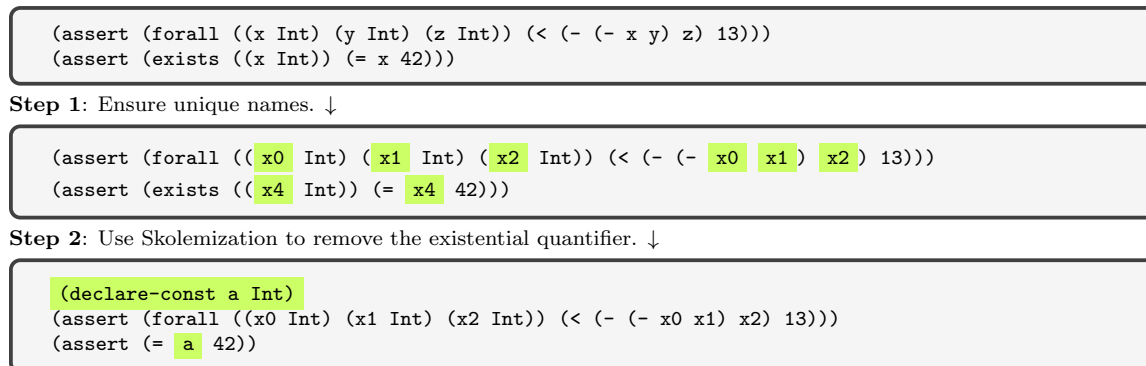 (assert (forall ((x Int) (y Int) (z Int)) (< (- (- x y) z) 13)))
(assert (exists ((x Int)) (= x 42)))
Step 1: Ensure unique names. ↓
(assert (forall ((x0 Int) (x1 Int) (x2 Int)) (< (- (- x0 x1) x2) 13)))
(assert (exists ((x4 Int)) (= x4 42)))
Step 2: Use Skolemization to remove the existential quantifier. ↓
(declare-const a Int)
(assert (forall ((x0 Int) (x1 Int) (x2 Int)) (< (- (- x0 x1) x2) 13)))
(assert (= a 42))